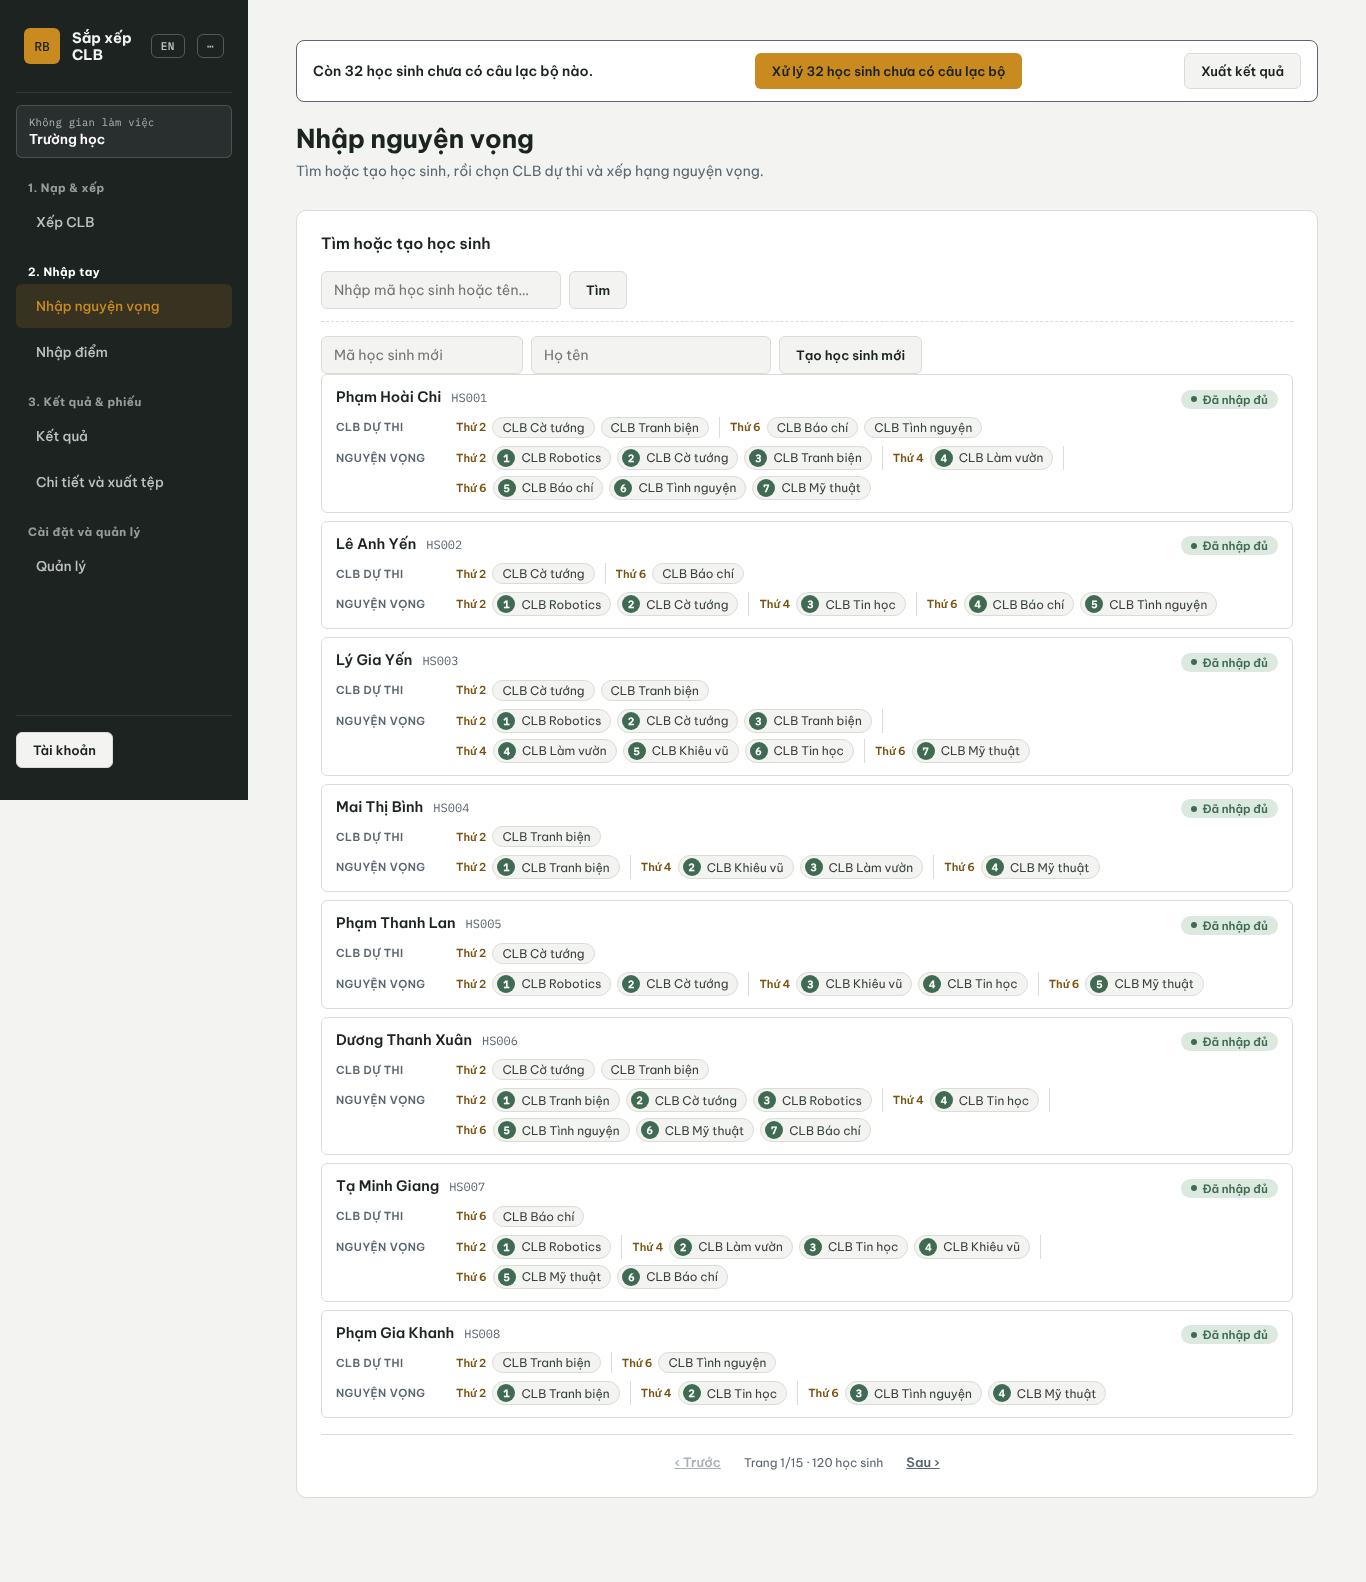 RB Sắp xếp CLB EN …
Không gian làm việc
Trường học
1. Nạp & xếp
Xếp CLB
2. Nhập tay
Nhập nguyện vọng
Nhập điểm
3. Kết quả & phiếu
Kết quả
Chi tiết và xuất tệp
Cài đặt và quản lý
Quản lý
Tài khoản
Còn 32 học sinh chưa có câu lạc bộ nào. Xử lý 32 học sinh chưa có câu lạc bộ Xuất kết quả
Nhập nguyện vọng
Tìm hoặc tạo học sinh, rồi chọn CLB dự thi và xếp hạng nguyện vọng.
Tìm hoặc tạo học sinh
Nhập mã học sinh hoặc tên... Tìm
Mã học sinh mới Họ tên Tạo học sinh mới
Phạm Hoài Chi HS001 Đã nhập đủ
CLB DỰ THI Thứ 2 CLB Cờ tướng CLB Tranh biện Thứ 6 CLB Báo chí CLB Tình nguyện
NGUYỆN VỌNG Thứ 2 1 CLB Robotics 2 CLB Cờ tướng 3 CLB Tranh biện Thứ 4 4 CLB Làm vườn
Thứ 6 5 CLB Báo chí 6 CLB Tình nguyện 7 CLB Mỹ thuật
Lê Anh Yến HS002 Đã nhập đủ
CLB DỰ THI Thứ 2 CLB Cờ tướng Thứ 6 CLB Báo chí
NGUYỆN VỌNG Thứ 2 1 CLB Robotics 2 CLB Cờ tướng Thứ 4 3 CLB Tin học Thứ 6 4 CLB Báo chí 5 CLB Tình nguyện
Lý Gia Yến HS003 Đã nhập đủ
CLB DỰ THI Thứ 2 CLB Cờ tướng CLB Tranh biện
NGUYỆN VỌNG Thứ 2 1 CLB Robotics 2 CLB Cờ tướng 3 CLB Tranh biện
Thứ 4 4 CLB Làm vườn 5 CLB Khiêu vũ 6 CLB Tin học Thứ 6 7 CLB Mỹ thuật
Mai Thị Bình HS004 Đã nhập đủ
CLB DỰ THI Thứ 2 CLB Tranh biện
NGUYỆN VỌNG Thứ 2 1 CLB Tranh biện Thứ 4 2 CLB Khiêu vũ 3 CLB Làm vườn Thứ 6 4 CLB Mỹ thuật
Phạm Thanh Lan HS005 Đã nhập đủ
CLB DỰ THI Thứ 2 CLB Cờ tướng
NGUYỆN VỌNG Thứ 2 1 CLB Robotics 2 CLB Cờ tướng Thứ 4 3 CLB Khiêu vũ 4 CLB Tin học Thứ 6 5 CLB Mỹ thuật
Dương Thanh Xuân HS006 Đã nhập đủ
CLB DỰ THI Thứ 2 CLB Cờ tướng CLB Tranh biện
NGUYỆN VỌNG Thứ 2 1 CLB Tranh biện 2 CLB Cờ tướng 3 CLB Robotics Thứ 4 4 CLB Tin học
Thứ 6 5 CLB Tình nguyện 6 CLB Mỹ thuật 7 CLB Báo chí
Tạ Minh Giang HS007 Đã nhập đủ
CLB DỰ THI Thứ 6 CLB Báo chí
NGUYỆN VỌNG Thứ 2 1 CLB Robotics Thứ 4 2 CLB Làm vườn 3 CLB Tin học 4 CLB Khiêu vũ
Thứ 6 5 CLB Mỹ thuật 6 CLB Báo chí
Phạm Gia Khanh HS008 Đã nhập đủ
CLB DỰ THI Thứ 2 CLB Tranh biện Thứ 6 CLB Tình nguyện
NGUYỆN VỌNG Thứ 2 1 CLB Tranh biện Thứ 4 2 CLB Tin học Thứ 6 3 CLB Tình nguyện 4 CLB Mỹ thuật
‹ Trước Trang 1/15 · 120 học sinh Sau ›